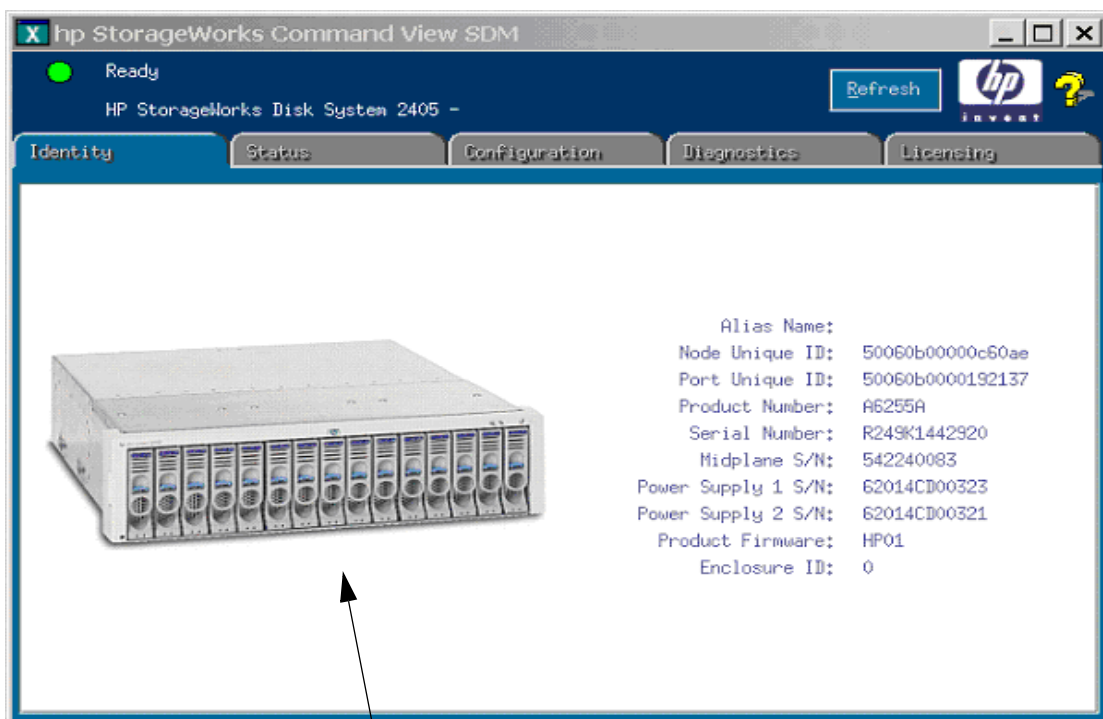 hp StorageWorks Command View SDM
Ready
Refresh
hp
invent
HP StorageWorks Disk System 2405 -
Identity Status Configuration Diagnostics Licensing
Alias Name:
Node Unique ID: 50060b00000c60ae
Port Unique ID: 50060b0000192137
Product Number: A6255A
Serial Number: R249K1442920
Midplane S/N: 542240083
Power Supply 1 S/N: 62014CD00323
Power Supply 2 S/N: 62014CD00321
Product Firmware: HP01
Enclosure ID: 0